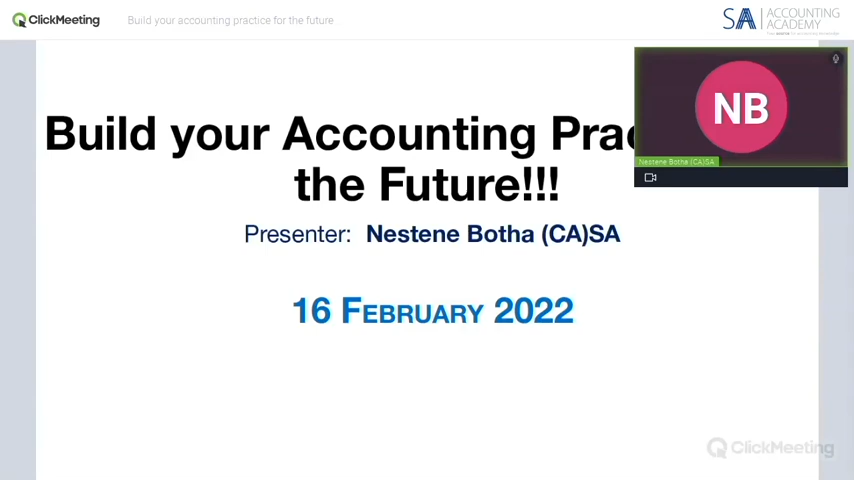 ClickMeeting
Build your accounting practice for the future
SAA ACCOUNTING
ACADEMY
NB
Nestene Botha (CA)SA
Build your Accounting Prac
the Future!!!
Presenter: Nestene Botha (CA)SA
16 FEBRUARY 2022
ClickMeeting